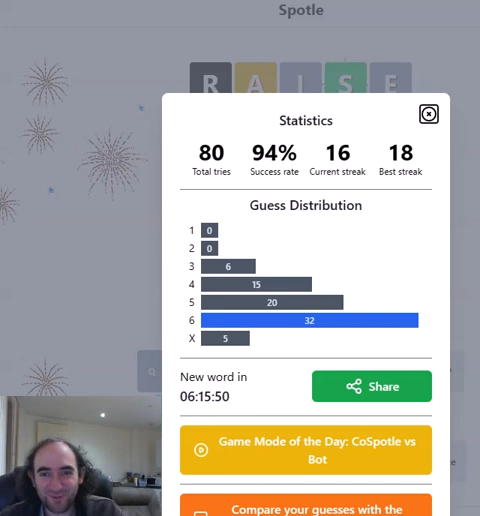 Spotle
R A I S E
Statistics
80 94% 16 18
Total tries Success rate Current streak Best streak
Guess Distribution
1 0
2 0
3 6
4 15
5 20
6 32
X 5
New word in
06:15:50
Share
Game Mode of the Day: CoSpotle vs
Bot
Compare your guesses with the